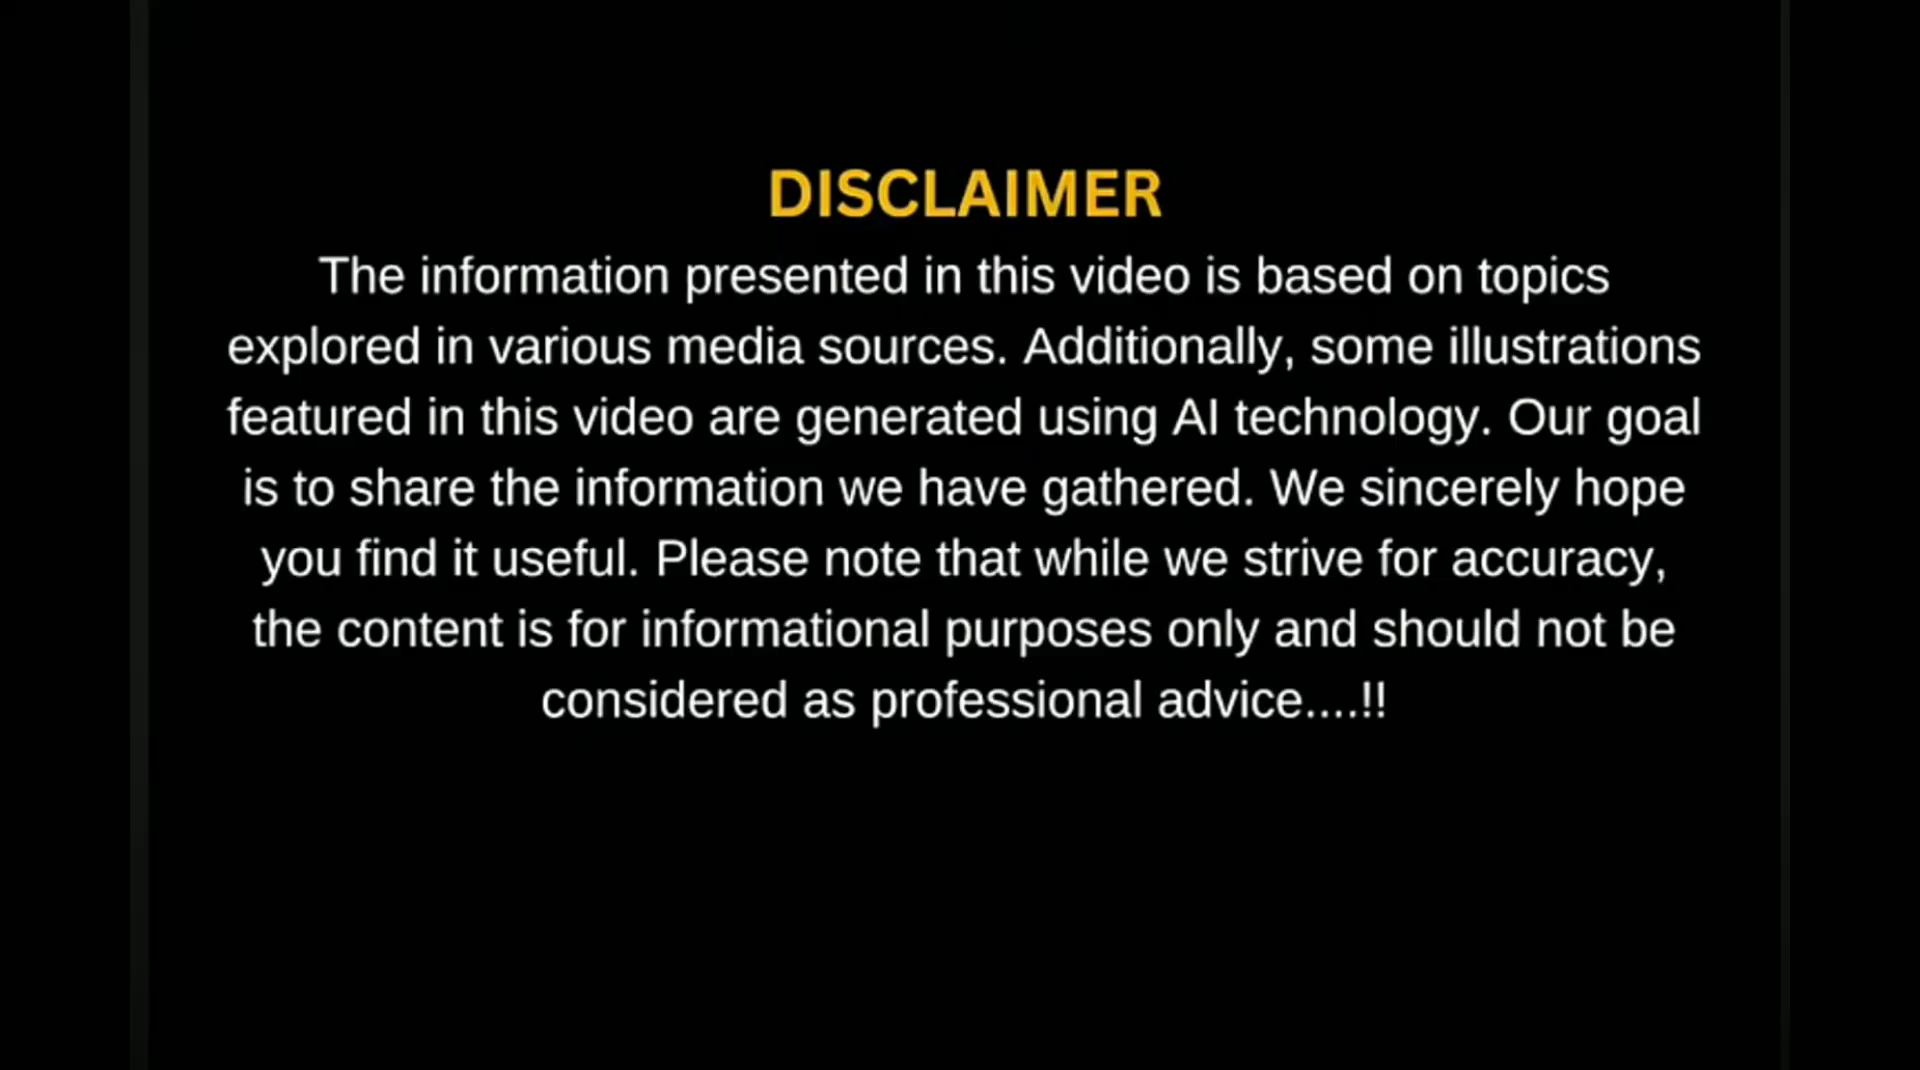 DISCLAIMER
The information presented in this video is based on topics
explored in various media sources. Additionally, some illustrations
featured in this video are generated using AI technology. Our goal
is to share the information we have gathered. We sincerely hope
you find it useful. Please note that while we strive for accuracy,
the content is for informational purposes only and should not be
considered as professional advice....!!